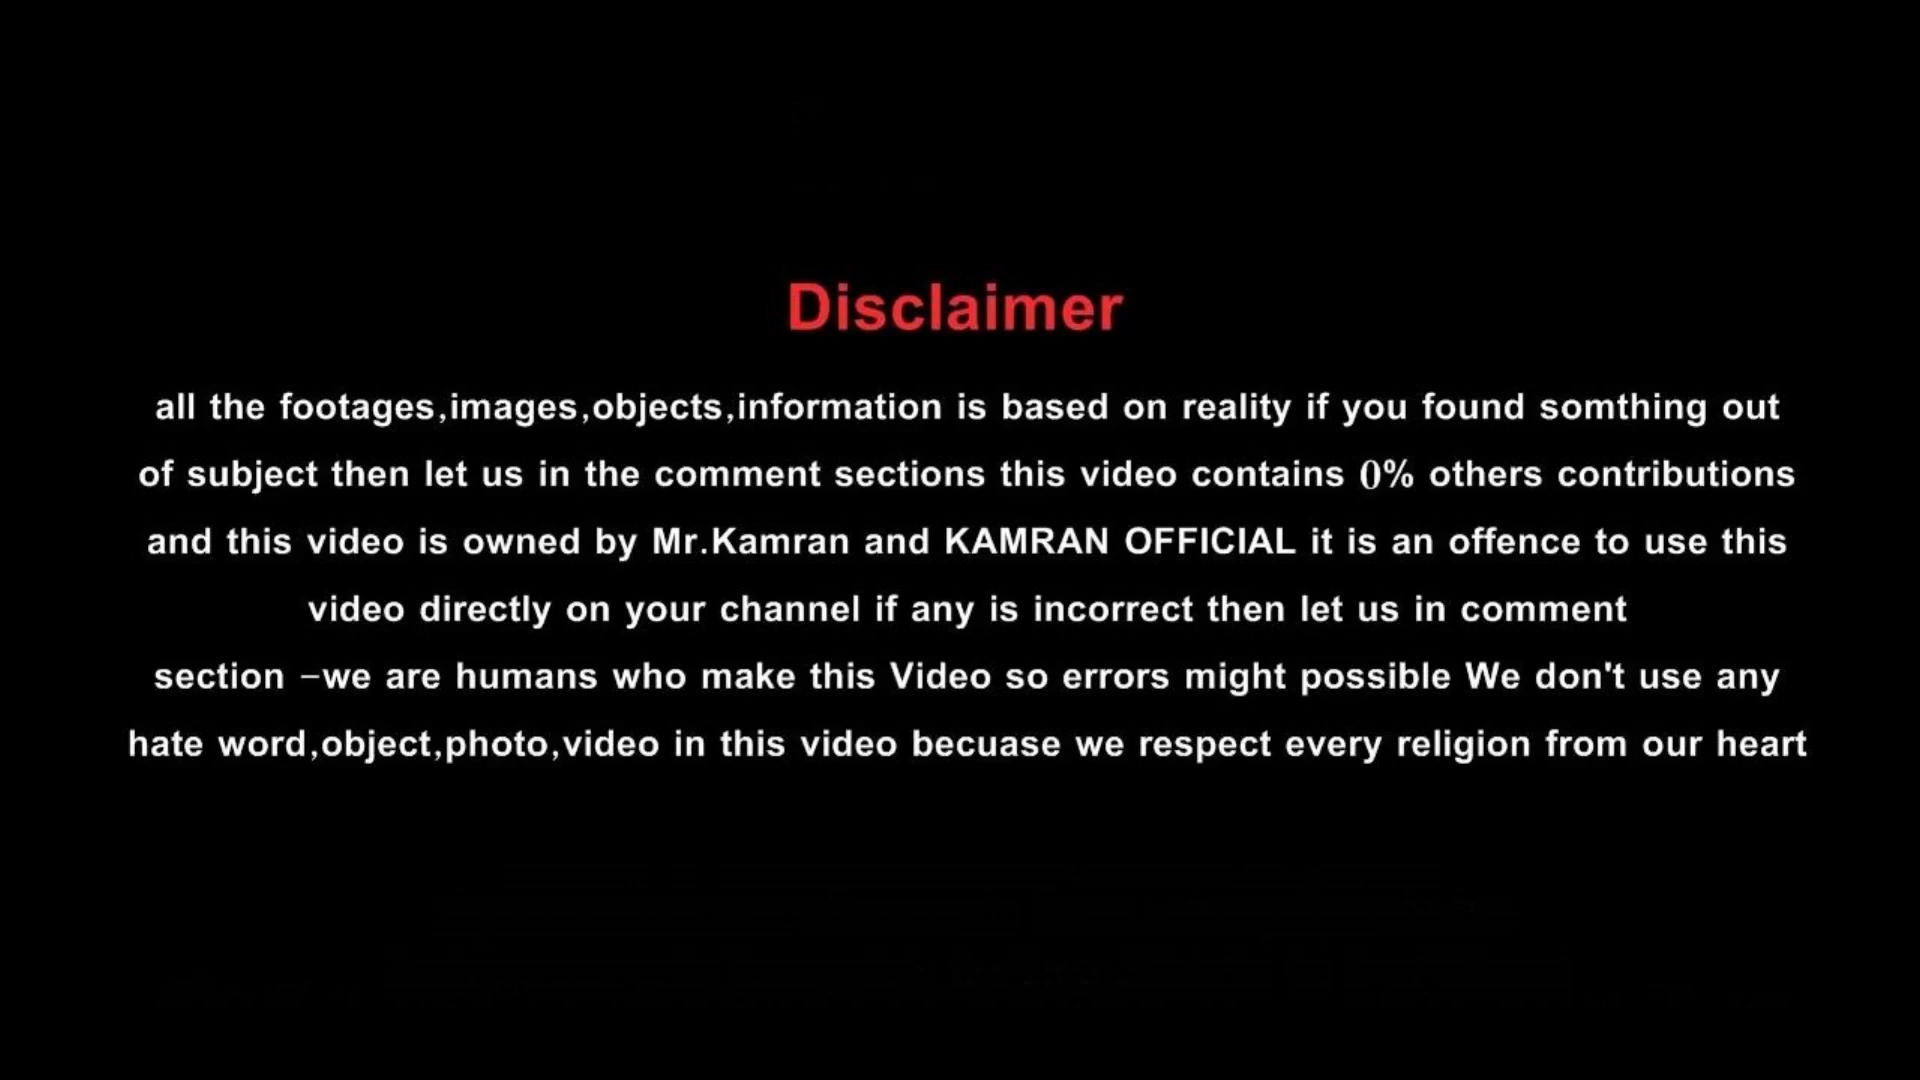 Disclaimer
all the footages,images,objects,information is based on reality if you found somthing out
of subject then let us in the comment sections this video contains 0% others contributions
and this video is owned by Mr.Kamran and KAMRAN OFFICIAL it is an offence to use this
video directly on your channel if any is incorrect then let us in comment
section –we are humans who make this Video so errors might possible We don't use any
hate word,object,photo,video in this video becuase we respect every religion from our heart